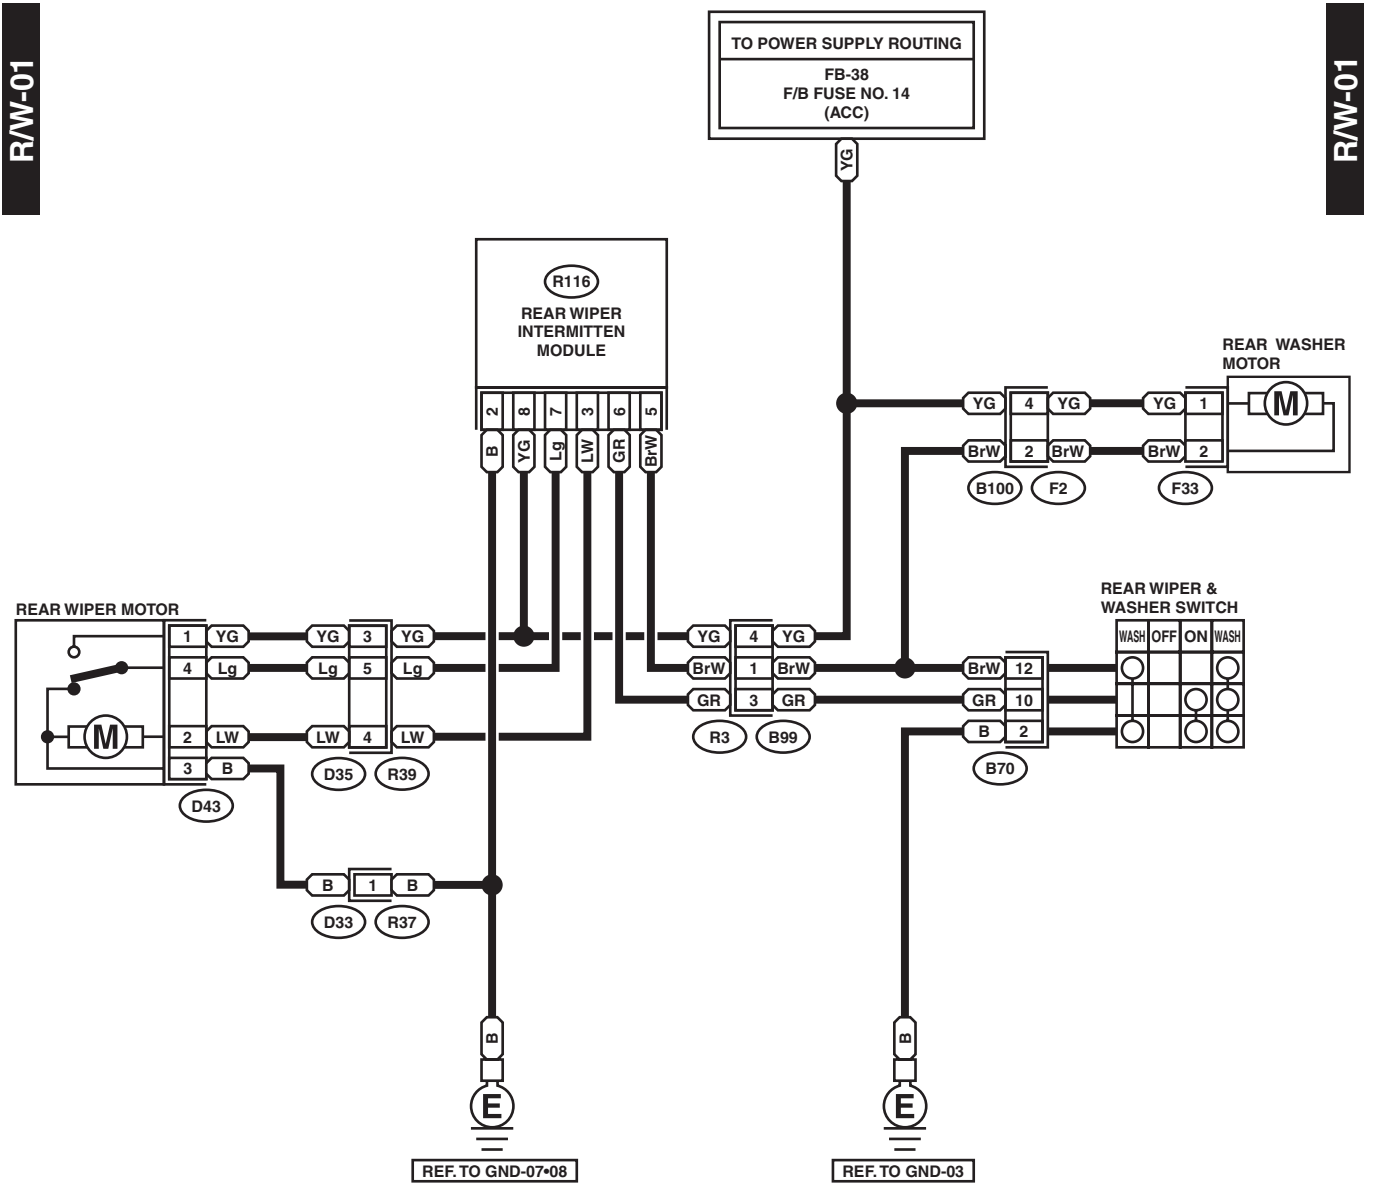 R/W-01
R/W-01
TO POWER SUPPLY ROUTING
FB-38
F/B FUSE NO. 14
(ACC)
YG
R116
REAR WIPER
INTERMITTEN
MODULE
2 8 7 3 6 5
B YG Lg LW GR BrW
REAR WASHER
MOTOR
YG 4 YG YG 1 M
BrW 2 BrW BrW 2
B100 F2 F33
REAR WIPER &
WASHER SWITCH
WASH OFF ON WASH
REAR WIPER MOTOR
1 YG YG 3 YG YG 4 YG
4 Lg Lg 5 Lg BrW 1 BrW BrW 12
GR 3 GR GR 10
M 2 LW LW 4 LW R3 B99 B 2
3 B D35 R39 B70
D43
B 1 B
D33 R37
B B
E E
REF. TO GND-07•08 REF. TO GND-03